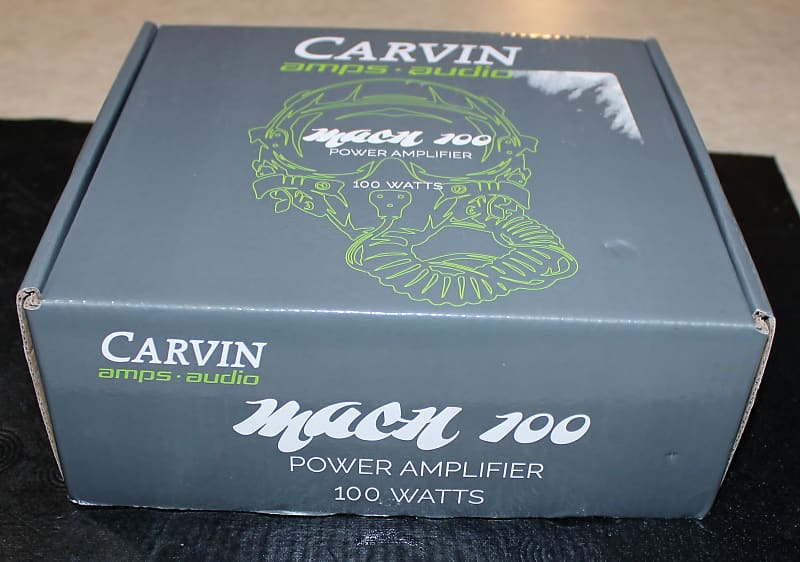 CARVIN
amps·audio
mach 100
POWER AMPLIFIER
100 WATTS
CARVIN
amps·audio
mach 100
POWER AMPLIFIER
100 WATTS